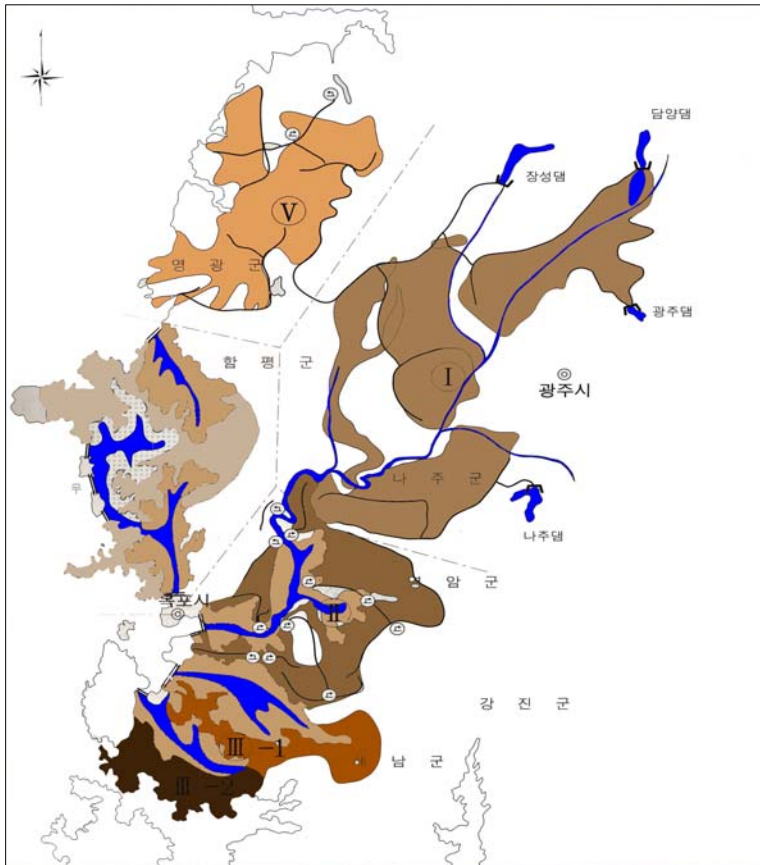 담양댐
장성댐
Ⅴ
영 광 군
광주댐
함 평 군
Ⅰ
광주시
무
나 주 군
나주댐
암 군
목포시
Ⅱ
강 진 군
Ⅲ-1
남 군
Ⅲ-2